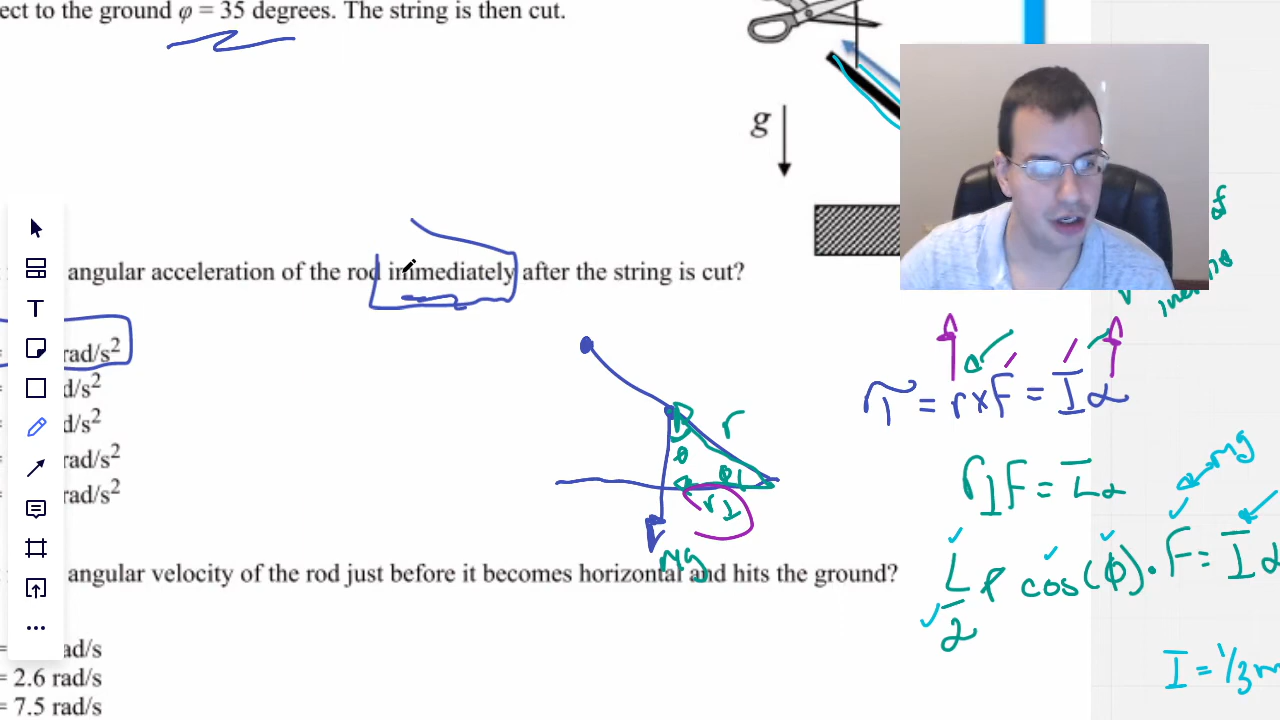 ect to the ground φ = 35 degrees. The string is then cut.
g
angular acceleration of the rod immediately after the string is cut?
rad/s²
d/s²
d/s²
rad/s²
rad/s²
of
r
θ
φ
r⊥
Mg
τ = r×F = Iα
r⊥F = Iα
Mg
L/2 cos(φ)·F = Iα
I = 1/3m
angular velocity of the rod just before it becomes horizontal and hits the ground?
ad/s
= 2.6 rad/s
= 7.5 rad/s
T